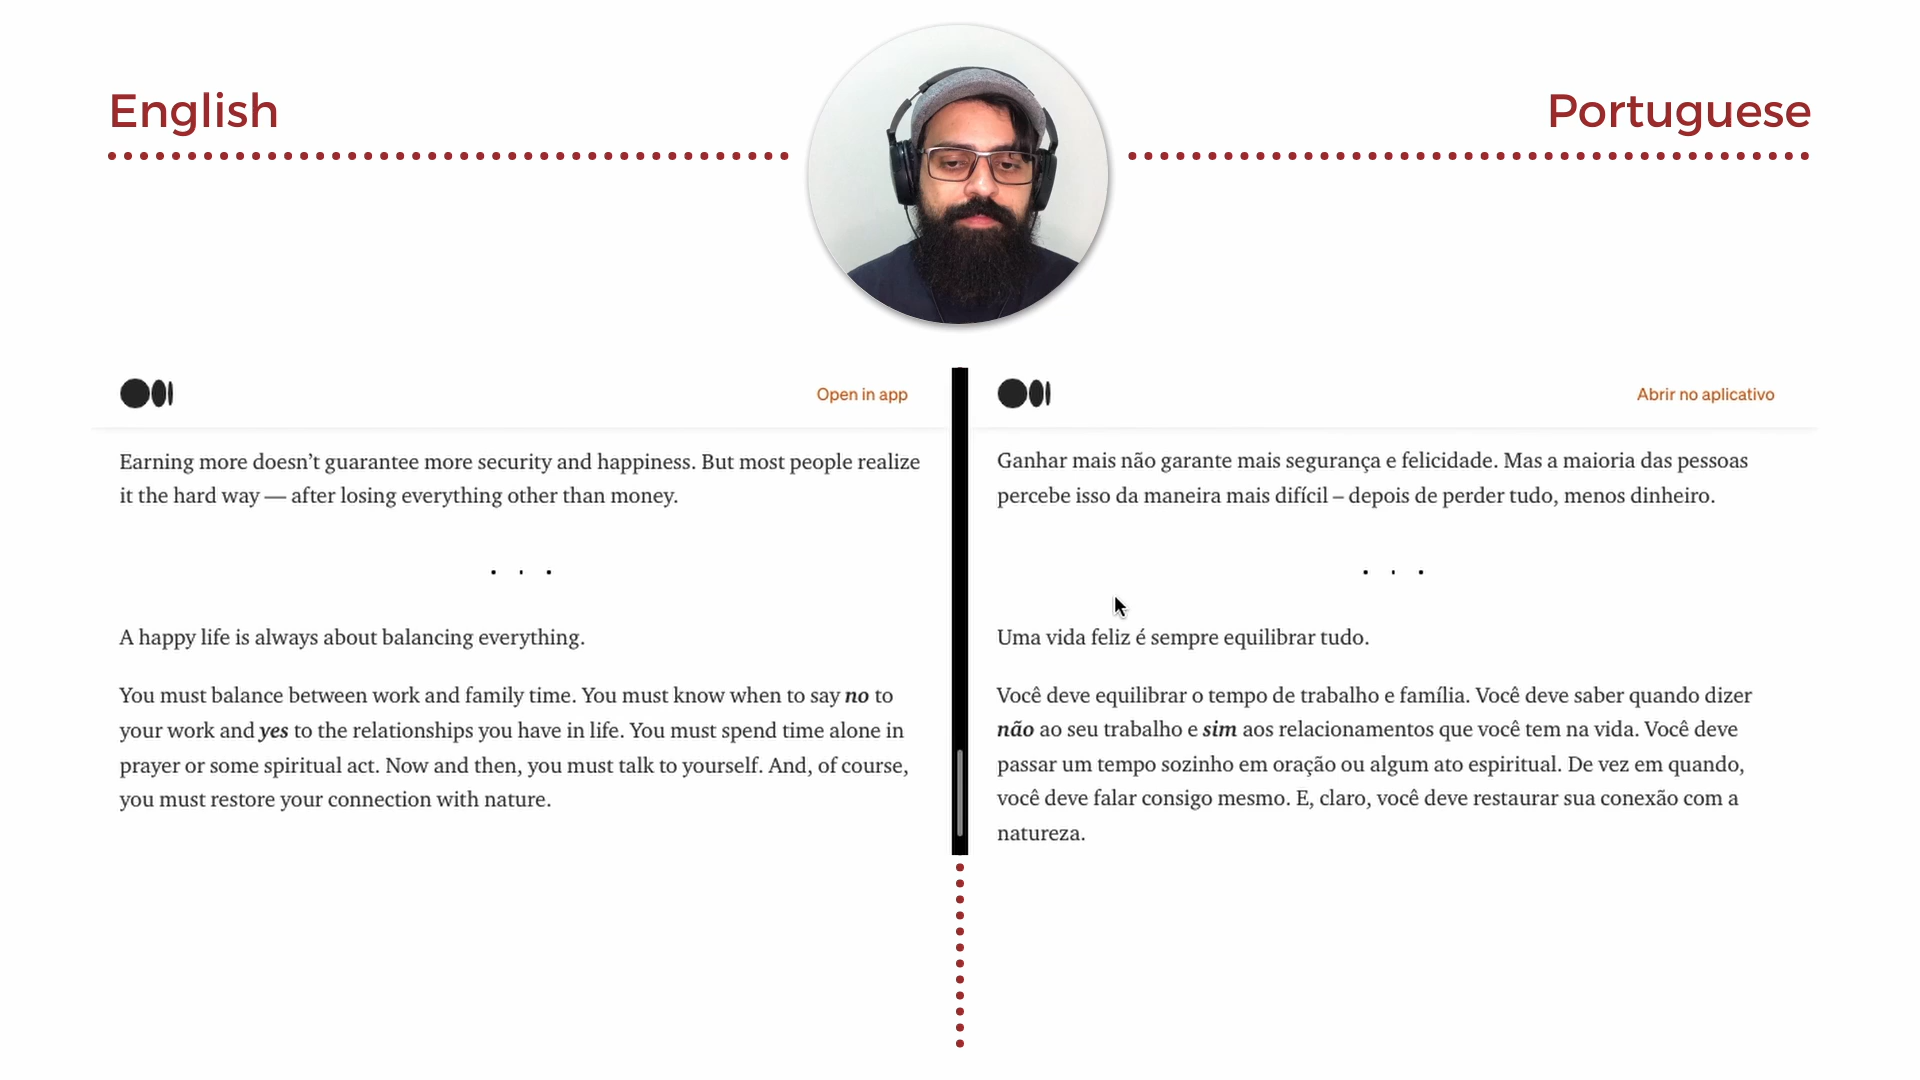 English
Portuguese
Open in app
Earning more doesn’t guarantee more security and happiness. But most people realize
it the hard way — after losing everything other than money.
. . .
A happy life is always about balancing everything.
You must balance between work and family time. You must know when to say no to
your work and yes to the relationships you have in life. You must spend time alone in
prayer or some spiritual act. Now and then, you must talk to yourself. And, of course,
you must restore your connection with nature.
Abrir no aplicativo
Ganhar mais não garante mais segurança e felicidade. Mas a maioria das pessoas
percebe isso da maneira mais difícil – depois de perder tudo, menos dinheiro.
. . .
Uma vida feliz é sempre equilibrar tudo.
Você deve equilibrar o tempo de trabalho e família. Você deve saber quando dizer
não ao seu trabalho e sim aos relacionamentos que você tem na vida. Você deve
passar um tempo sozinho em oração ou algum ato espiritual. De vez em quando,
você deve falar consigo mesmo. E, claro, você deve restaurar sua conexão com a
natureza.